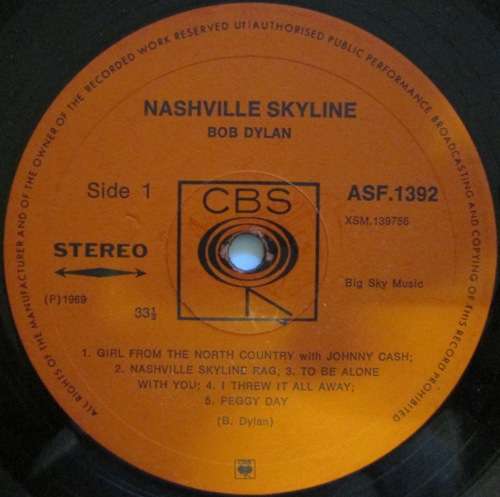 ALL RIGHTS OF THE MANUFACTURER AND OF THE OWNER OF THE RECORDED WORK RESERVED UNAUTHORISED PUBLIC PERFORMANCE BROADCASTING AND COPYING OF THIS RECORD PROHIBITED
NASHVILLE SKYLINE
BOB DYLAN
Side 1
CBS
ASF.1392
XSM.139756
STEREO
Big Sky Music
(P)1969
33⅓
1. GIRL FROM THE NORTH COUNTRY with JOHNNY CASH;
2. NASHVILLE SKYLINE RAG, 3. TO BE ALONE
WITH YOU; 4. I THREW IT ALL AWAY;
5. PEGGY DAY
(B. Dylan)